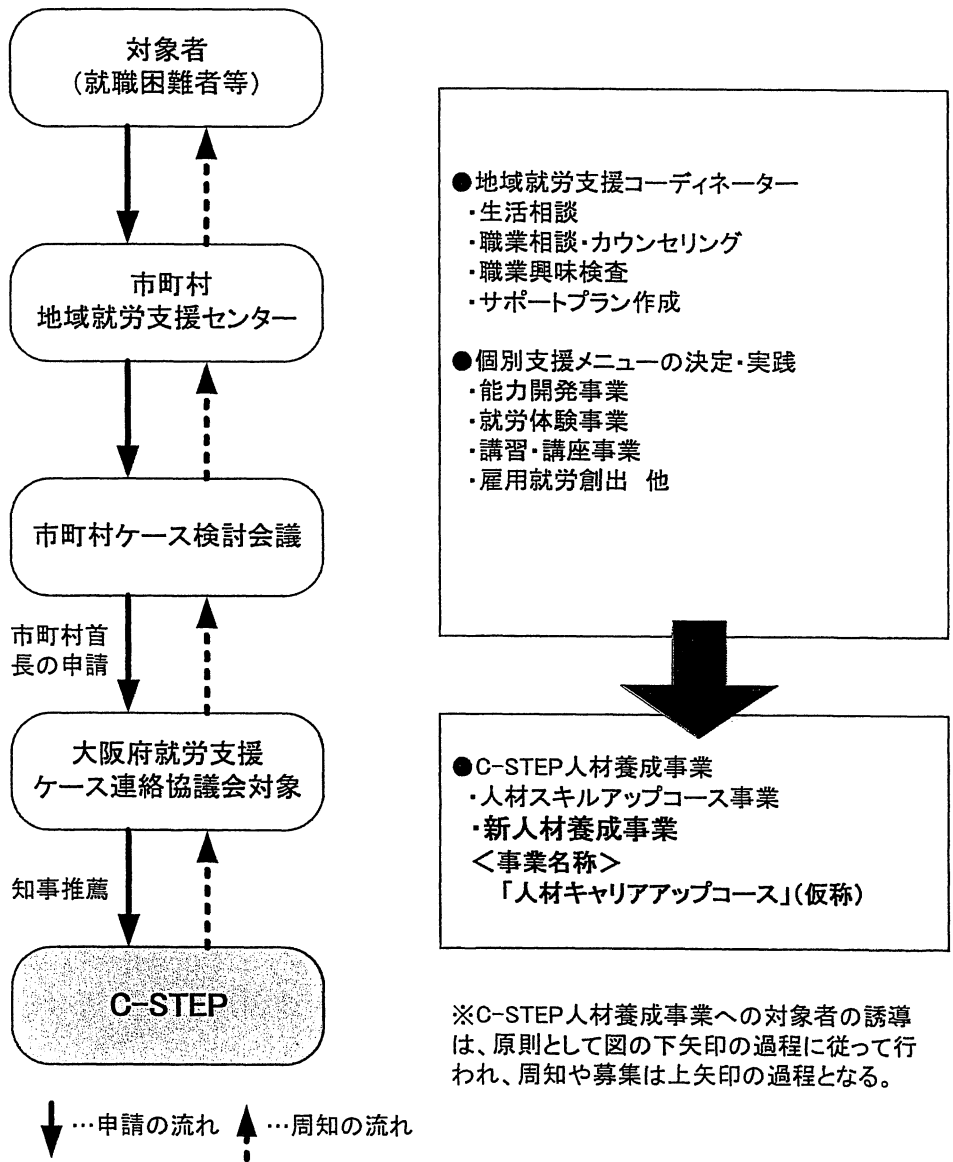 対象者
(就職困難者等)
市町村
地域就労支援センター
市町村ケース検討会議
市町村首
長の申請
大阪府就労支援
ケース連絡協議会対象
知事推薦
C-STEP
…申請の流れ
…周知の流れ
●地域就労支援コーディネーター
・生活相談
・職業相談・カウンセリング
・職業興味検査
・サポートプラン作成
●個別支援メニューの決定・実践
・能力開発事業
・就労体験事業
・講習・講座事業
・雇用就労創出 他
●C-STEP人材養成事業
・人材スキルアップコース事業
・新人材養成事業
＜事業名称＞
「人材キャリアアップコース」(仮称)
※C-STEP人材養成事業への対象者の誘導
は、原則として図の下矢印の過程に従って行
われ、周知や募集は上矢印の過程となる。